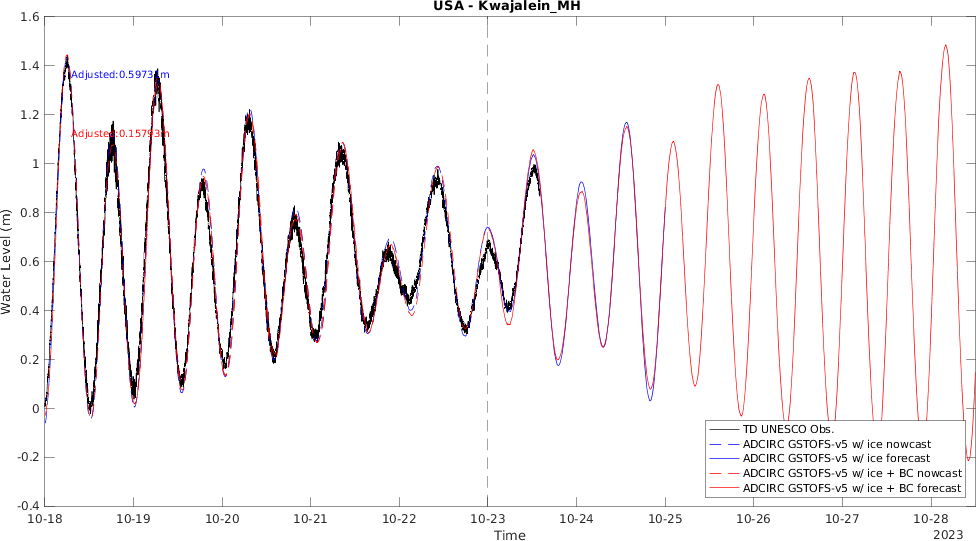 USA - Kwajalein_MH
1.6
1.4
1.2
1
0.8
0.6
0.4
0.2
0
-0.2
-0.4
Water Level (m)
Adjusted:0.5973 m
Adjusted:0.15793m
TD UNESCO Obs.
ADCIRC GSTOFS-v5 w/ ice nowcast
ADCIRC GSTOFS-v5 w/ ice forecast
ADCIRC GSTOFS-v5 w/ ice + BC nowcast
ADCIRC GSTOFS-v5 w/ ice + BC forecast
10-18 10-19 10-20 10-21 10-22 10-23 10-24 10-25 10-26 10-27 10-28
2023
Time